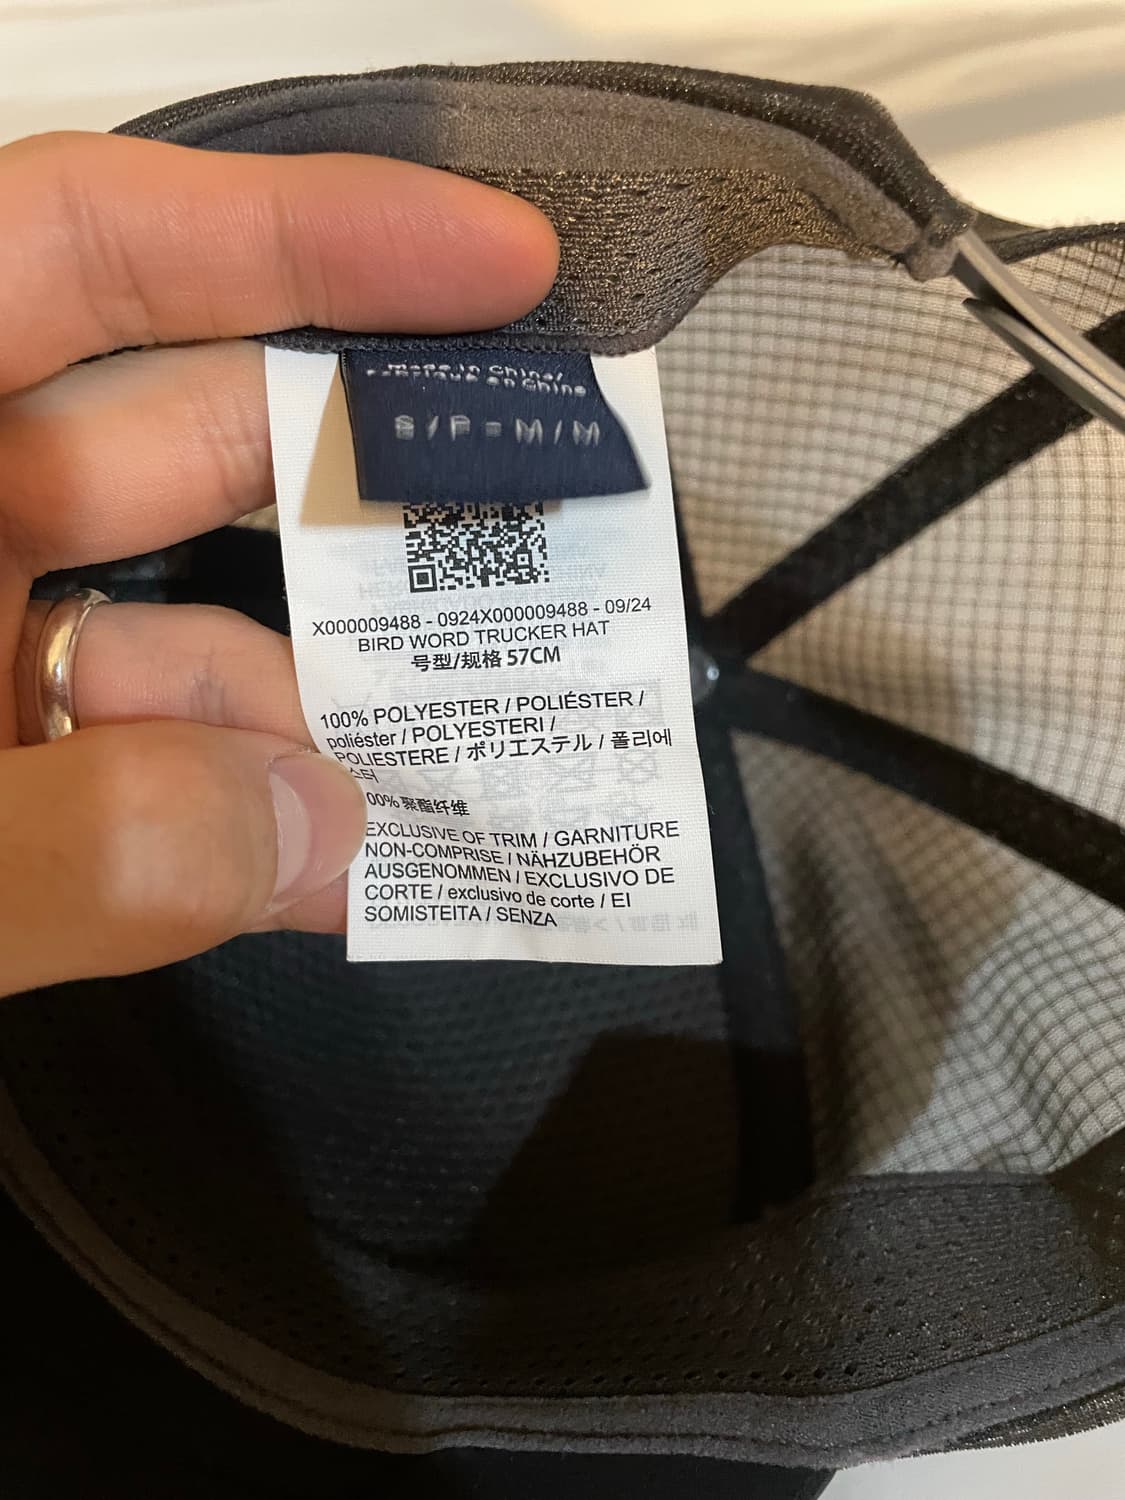 Made in China/
Fabriqué en Chine
S / P = M / M
X000009488 - 0924X000009488 - 09/24
BIRD WORD TRUCKER HAT
号型/规格 57CM
100% POLYESTER / POLIÉSTER /
poliéster / POLYESTERI /
POLIESTERE / ポリエステル / 폴리에
스터
00% 聚酯纤维
EXCLUSIVE OF TRIM / GARNITURE
NON-COMPRISE / NÄHZUBEHÖR
AUSGENOMMEN / EXCLUSIVO DE
CORTE / exclusivo de corte / EI
SOMISTEITA / SENZA